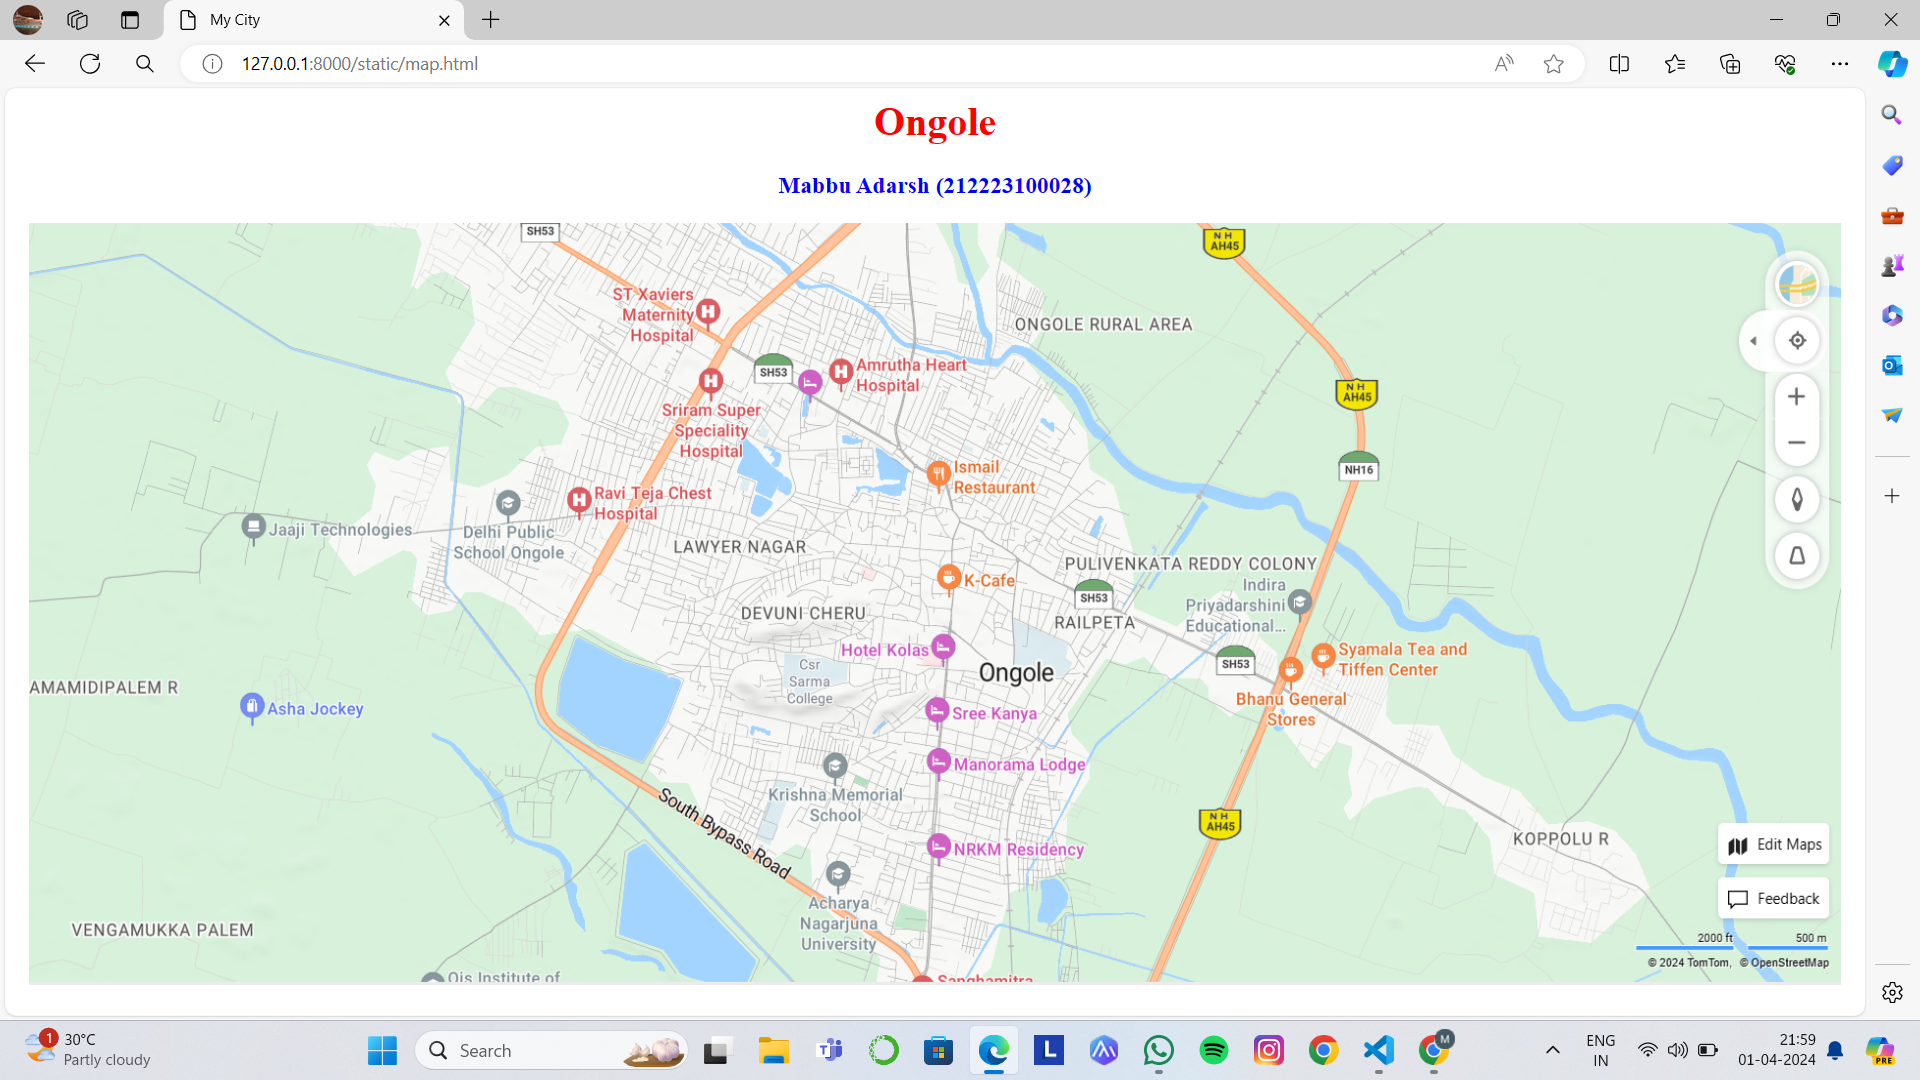 My City
127.0.0.1:8000/static/map.html
Ongole
Mabbu Adarsh (212223100028)
SH53
N H
AH45
ST Xaviers
Maternity
Hospital
ONGOLE RURAL AREA
SH53
Amrutha Heart
Hospital
N H
AH45
Sriram Super
Speciality
Hospital
NH16
Ismail
Restaurant
Ravi Teja Chest
Hospital
Jaaji Technologies
Delhi Public
School Ongole
LAWYER NAGAR
PULIVENKATA REDDY COLONY
K-Cafe
Indira
Priyadarshini
Educational...
SH53
DEVUNI CHERU
RAILPETA
Hotel Kolas
Syamala Tea and
Tiffen Center
SH53
Csr
Sarma
College
Ongole
AMAMIDIPALEM R
Asha Jockey
Bhanu General
Stores
Sree Kanya
Manorama Lodge
Krishna Memorial
School
South Bypass Road
N H
AH45
KOPPOLU R
Edit Maps
NRKM Residency
Feedback
Acharya
Nagarjuna
University
VENGAMUKKA PALEM
2000 ft
500 m
© 2024 TomTom, © OpenStreetMap
Ois Institute of
Sanghamitra
1
30°C
Partly cloudy
Search
L
M
ENG
IN
21:59
01-04-2024
PRE